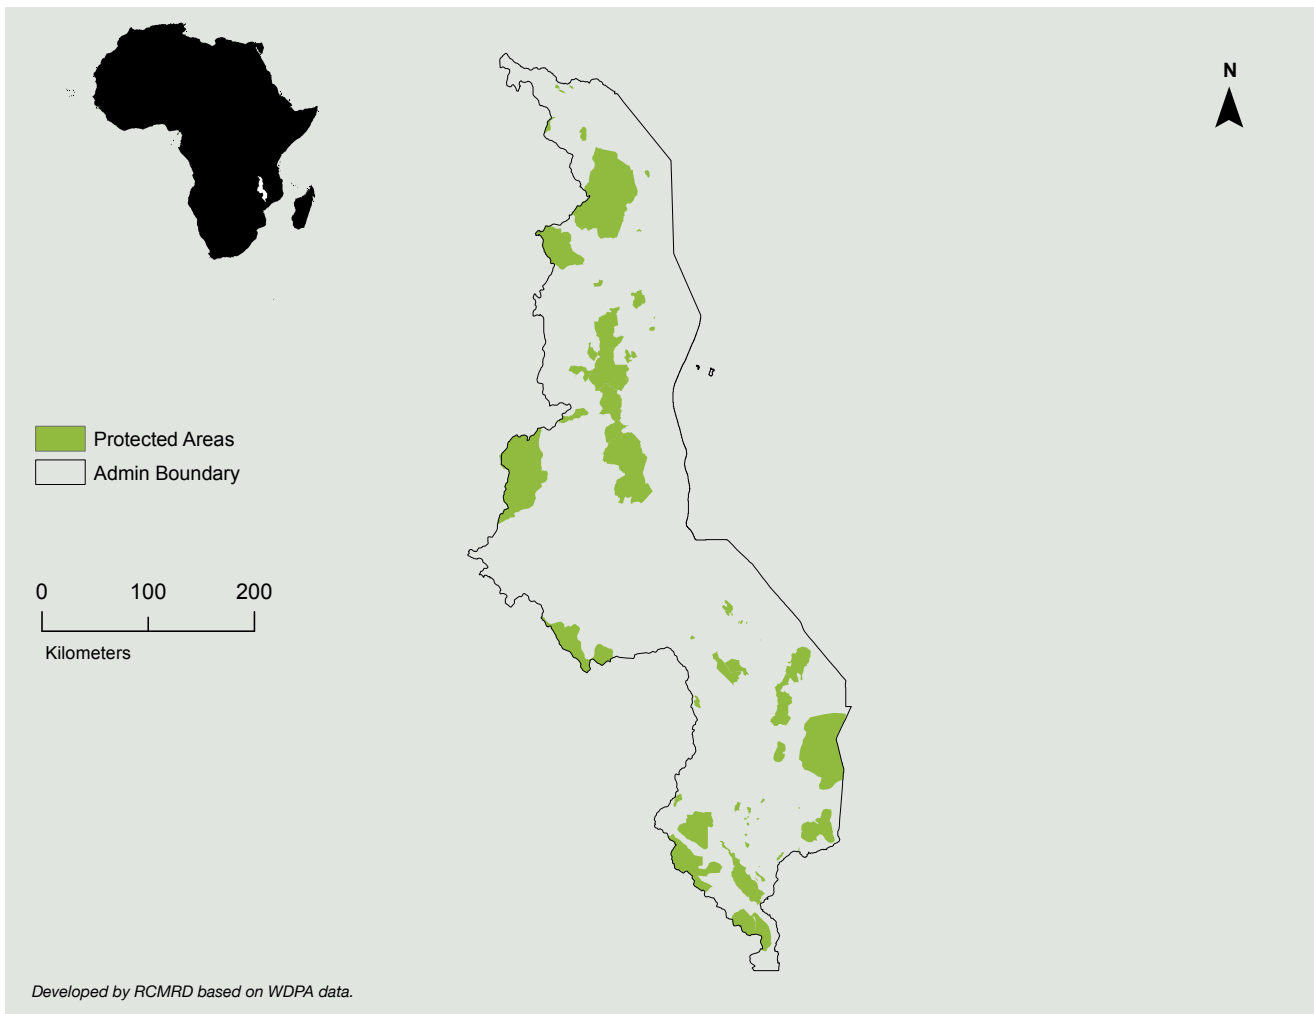 N
Protected Areas
Admin Boundary
0 100 200
Kilometers
Developed by RCMRD based on WDPA data.